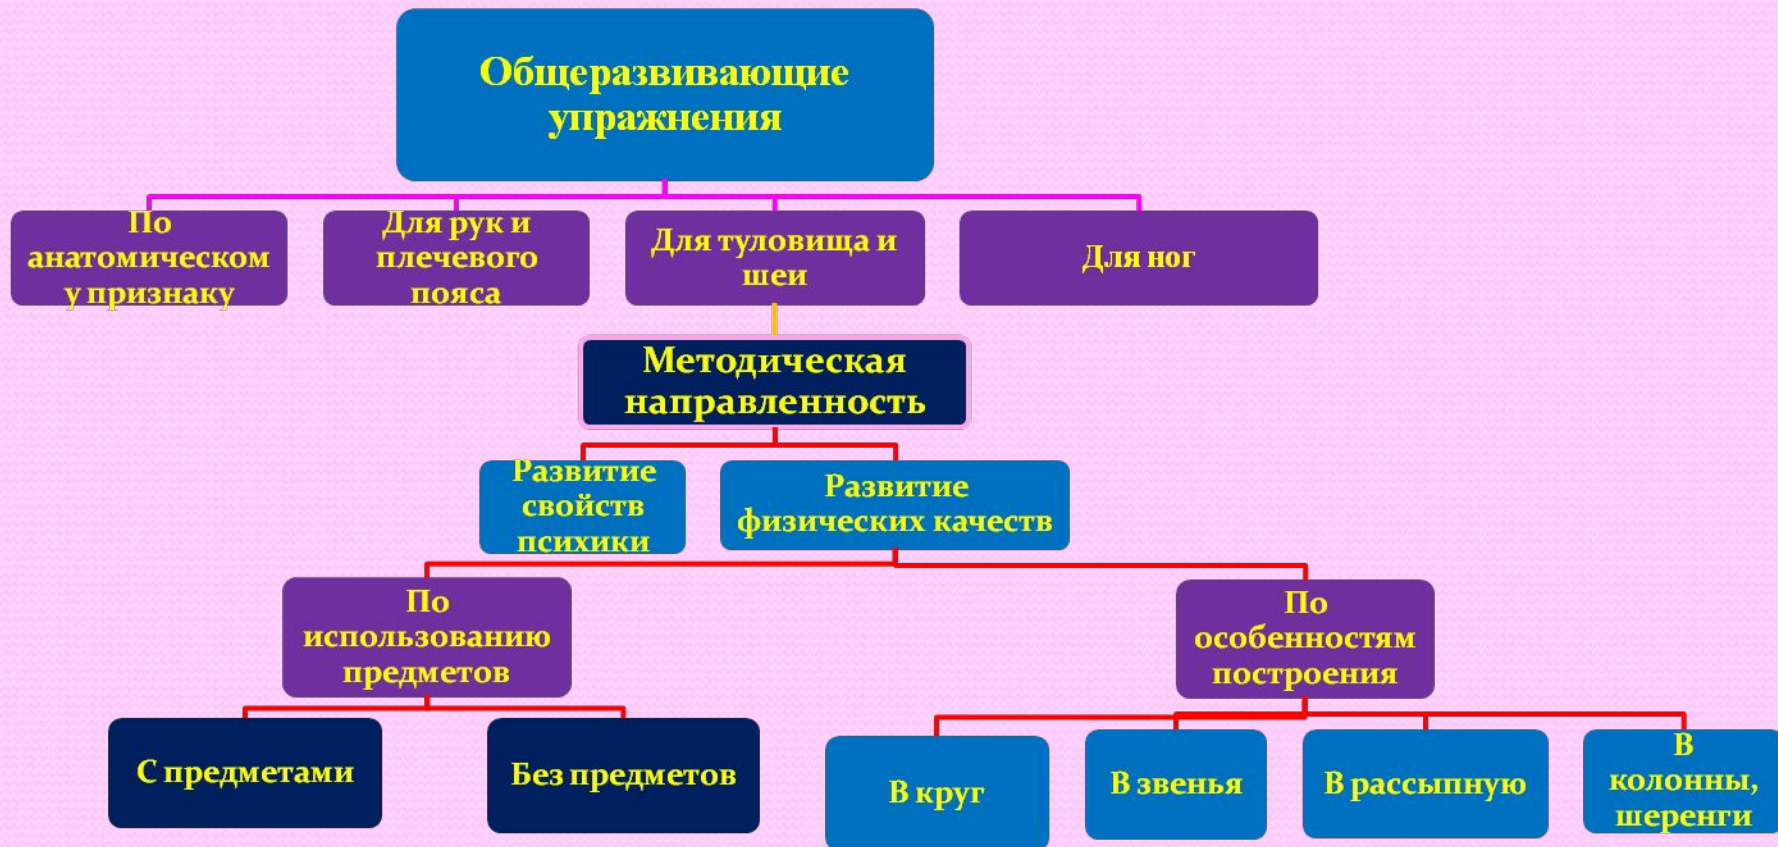 Общеразвивающие
упражнения
По
анатомическом
у признаку
Для рук и
плечевого
пояса
Для туловища и
шеи
Для ног
Методическая
направленность
Развитие
свойств
психики
Развитие
физических качеств
По
использованию
предметов
По
особенностям
построения
С предметами
Без предметов
В круг
В звенья
В рассыпную
В
колонны,
шеренги